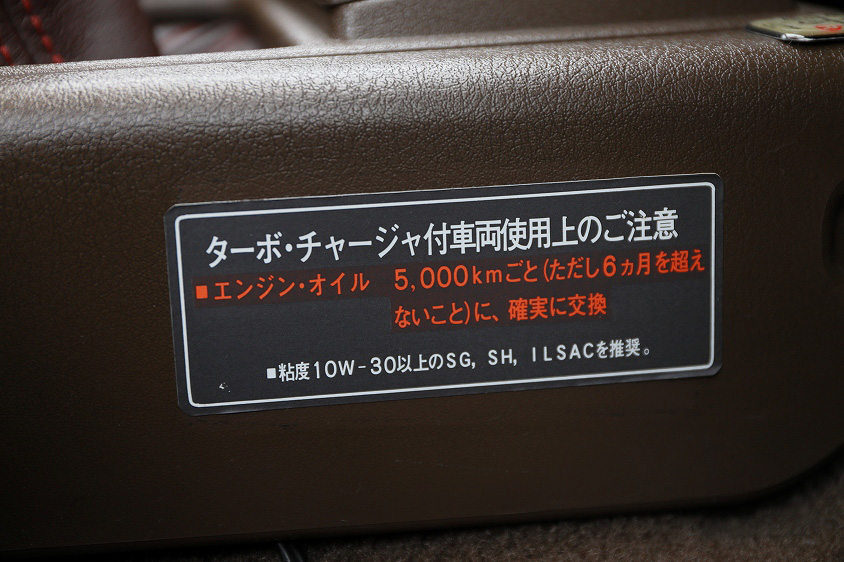 ターボ・チャージャ付車両使用上のご注意
■エンジン・オイル 5,000kmごと(ただし6ヵ月を超え
ないこと)に、確実に交換
■粘度10W-30以上のSG, SH, ILSACを推奨。